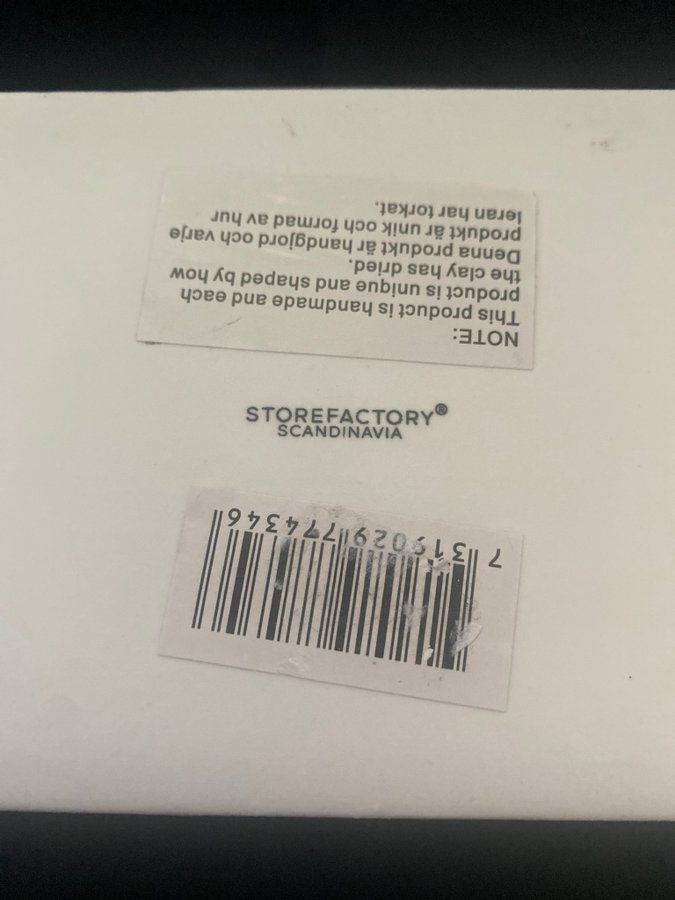 NOTE:
This product is handmade and each
product is unique and shaped by how
the clay has dried.
Denna produkt är handgjord och varje
produkt är unik och formad av hur
leran har torkat.
STOREFACTORY®
SCANDINAVIA
7 319029 774346